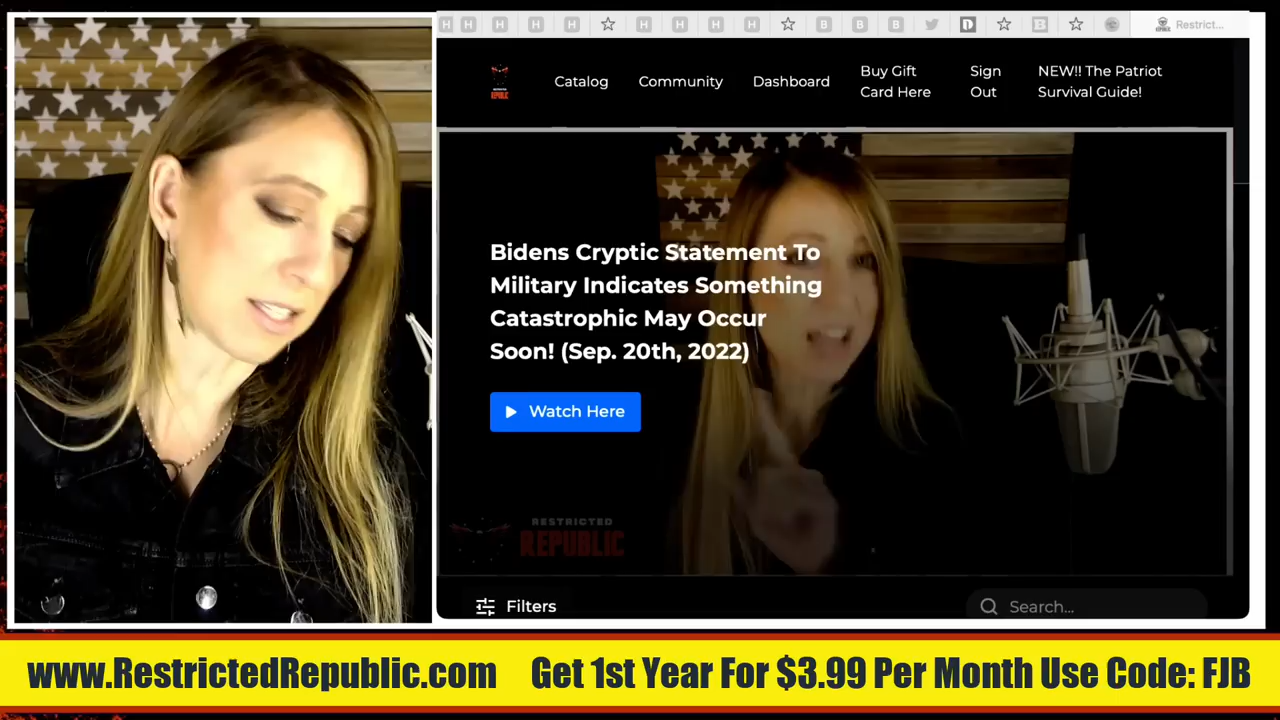 H H H H H H H H B B B D B Restrict...
REPUBLIC
Catalog
Community
Dashboard
Buy Gift
Card Here
Sign
Out
NEW!! The Patriot
Survival Guide!
Bidens Cryptic Statement To
Military Indicates Something
Catastrophic May Occur
Soon! (Sep. 20th, 2022)
Watch Here
RESTRICTED
REPUBLIC
Filters
Search...
www.RestrictedRepublic.com Get 1st Year For $3.99 Per Month Use Code: FJB